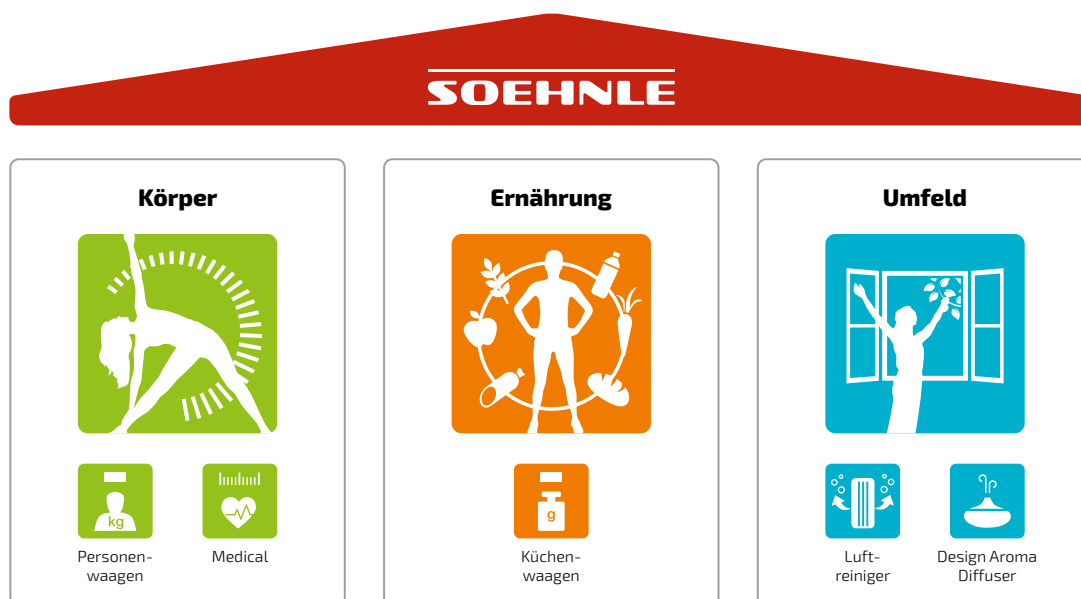 SOEHNLE
Körper
kg
Personen-
waagen
Medical
Ernährung
g
Küchen-
waagen
Umfeld
Luft-
reiniger
Design Aroma
Diffuser